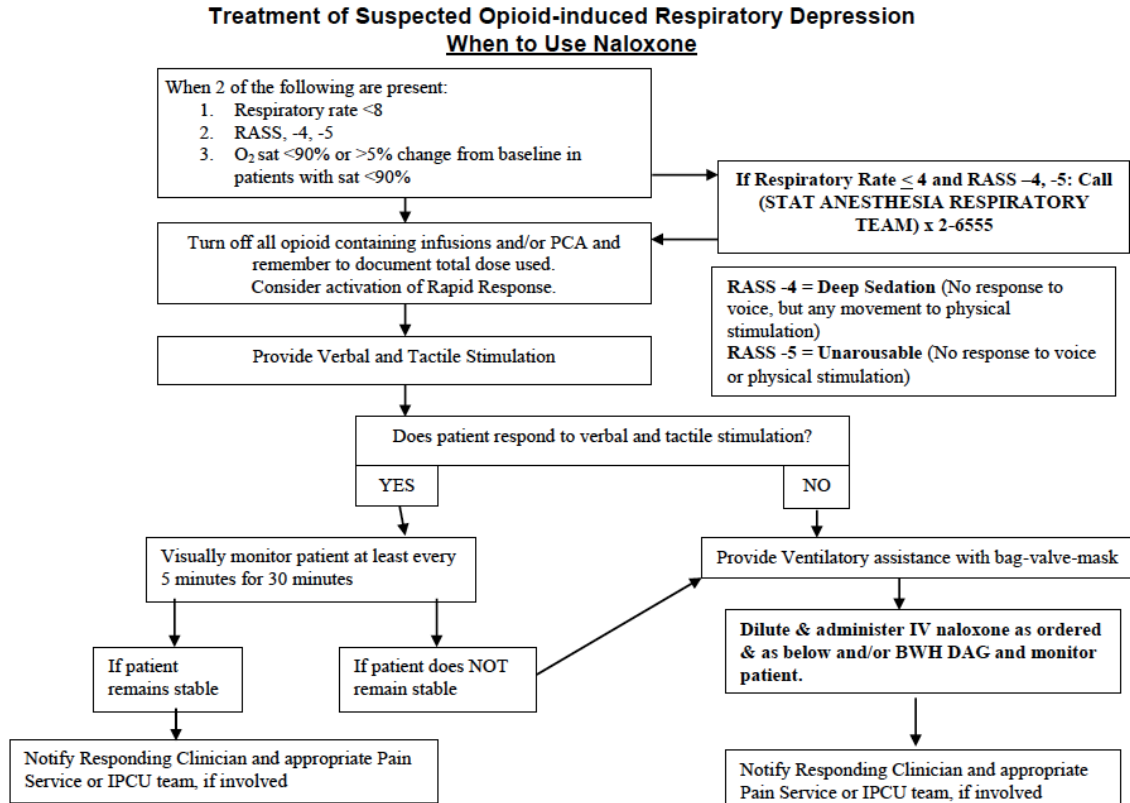 Treatment of Suspected Opioid-induced Respiratory Depression
When to Use Naloxone
When 2 of the following are present:
1. Respiratory rate <8
2. RASS, -4, -5
3. O₂ sat <90% or >5% change from baseline in
patients with sat <90%
If Respiratory Rate ≤ 4 and RASS –4, -5: Call
(STAT ANESTHESIA RESPIRATORY
TEAM) x 2-6555
Turn off all opioid containing infusions and/or PCA and
remember to document total dose used.
Consider activation of Rapid Response.
RASS -4 = Deep Sedation (No response to
voice, but any movement to physical
stimulation)
RASS -5 = Unarousable (No response to voice
or physical stimulation)
Provide Verbal and Tactile Stimulation
Does patient respond to verbal and tactile stimulation?
YES
NO
Visually monitor patient at least every
5 minutes for 30 minutes
Provide Ventilatory assistance with bag-valve-mask
If patient
remains stable
If patient does NOT
remain stable
Dilute & administer IV naloxone as ordered
& as below and/or BWH DAG and monitor
patient.
Notify Responding Clinician and appropriate Pain
Service or IPCU team, if involved
Notify Responding Clinician and appropriate
Pain Service or IPCU team, if involved